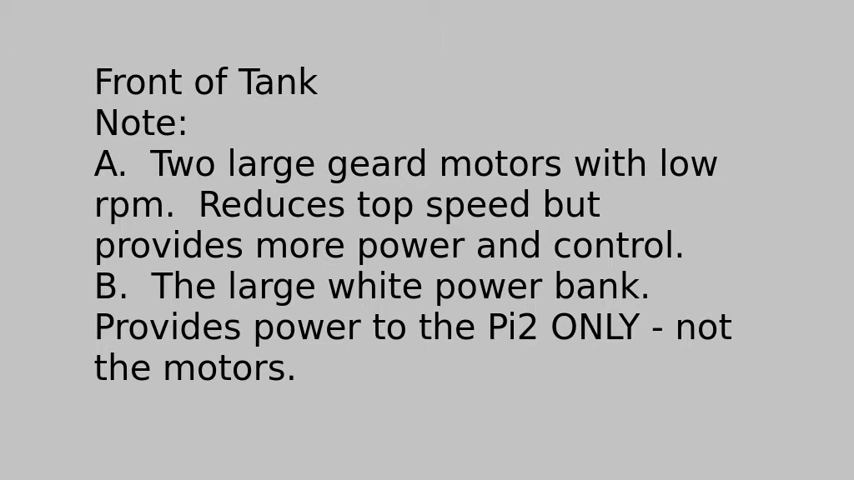 Front of Tank
Note:
A.  Two large geard motors with low
rpm.  Reduces top speed but
provides more power and control.
B.  The large white power bank.
Provides power to the Pi2 ONLY - not
the motors.